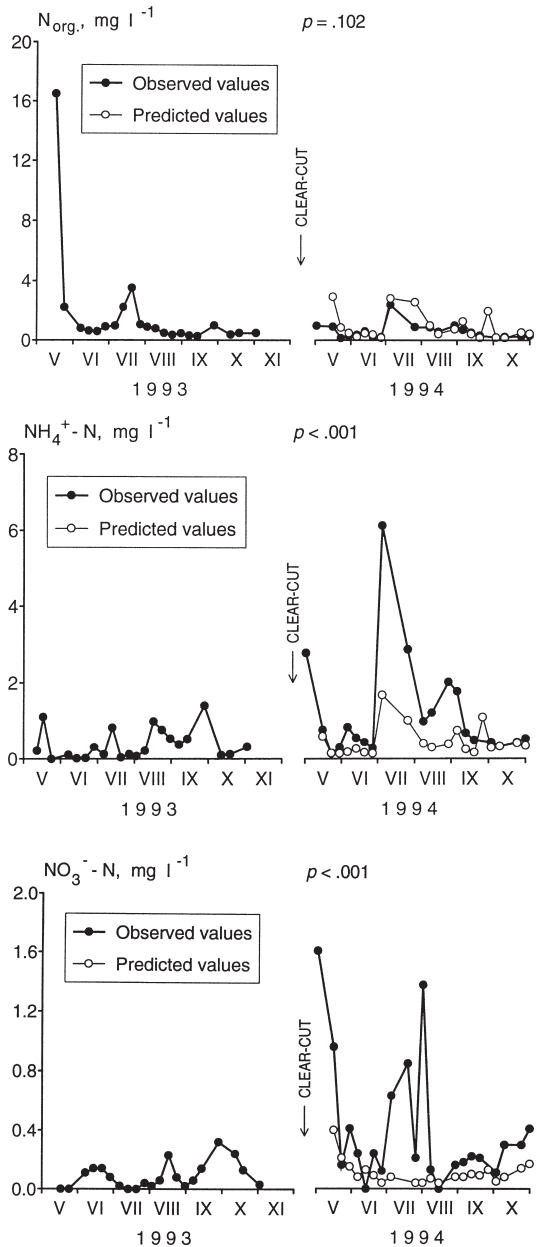 N org., mg l -1
p = .102
20
16
12
8
4
0
Observed values
Predicted values
CLEAR-CUT
V VI VII VIII IX X XI
V VI VII VIII IX X
1993
1994
NH4+ - N, mg l -1
p < .001
8
6
4
2
0
Observed values
Predicted values
CLEAR-CUT
V VI VII VIII IX X XI
V VI VII VIII IX X
1993
1994
NO3- - N, mg l -1
p < .001
2.0
1.6
1.2
0.8
0.4
0.0
Observed values
Predicted values
CLEAR-CUT
V VI VII VIII IX X XI
V VI VII VIII IX X
1993
1994